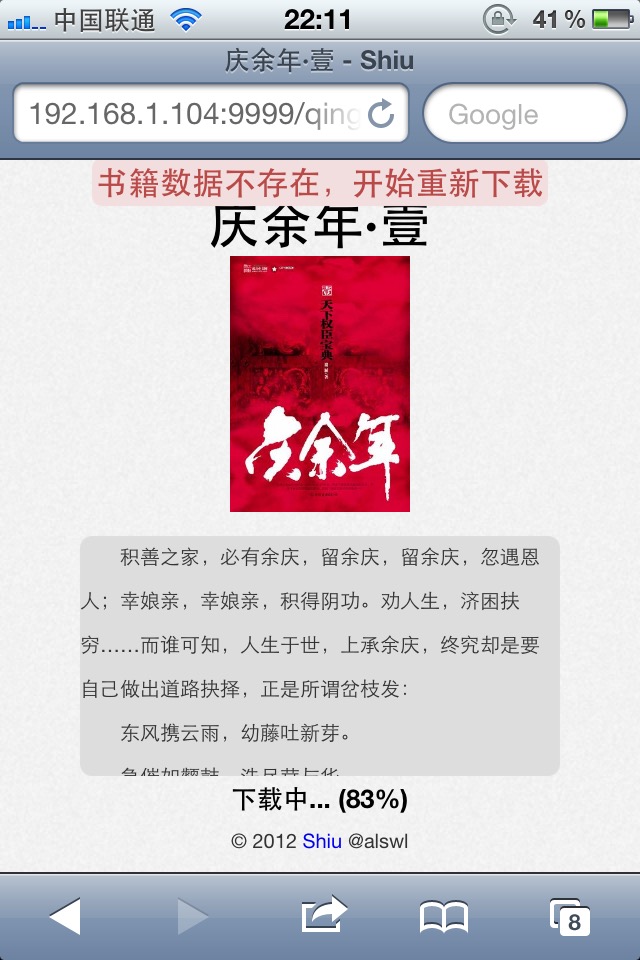 中国联通
22:11
41 %
庆余年·壹 - Shiu
192.168.1.104:9999/qing
Google
书籍数据不存在，开始重新下载
庆余年·壹
天下权臣宝典
庆余年
积善之家，必有余庆，留余庆，留余庆，忽遇恩
人；幸娘亲，幸娘亲，积得阴功。劝人生，济困扶
穷……而谁可知，人生于世，上承余庆，终究却是要
自己做出道路抉择，正是所谓岔枝发：
东风携云雨，幼藤吐新芽。
下载中... (83%)
© 2012 Shiu @alswl
8